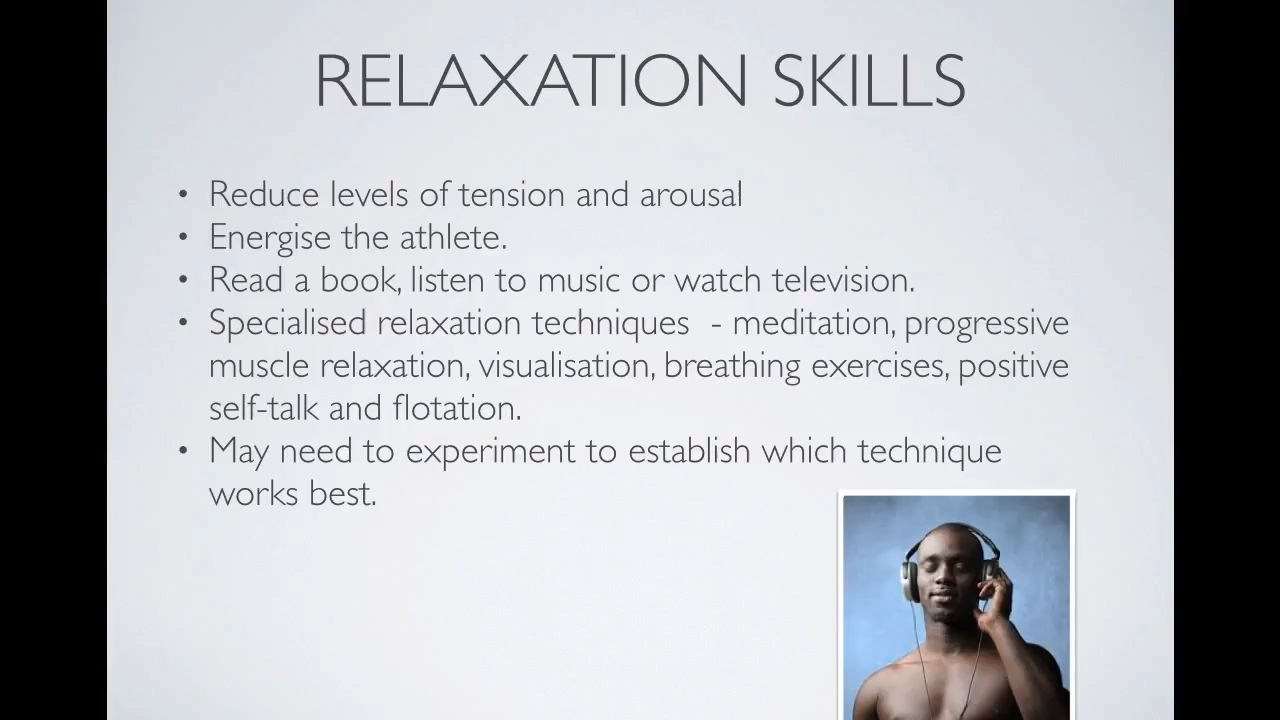 RELAXATION SKILLS
• Reduce levels of tension and arousal
• Energise the athlete.
• Read a book, listen to music or watch television.
• Specialised relaxation techniques - meditation, progressive
muscle relaxation, visualisation, breathing exercises, positive
self-talk and flotation.
• May need to experiment to establish which technique
works best.